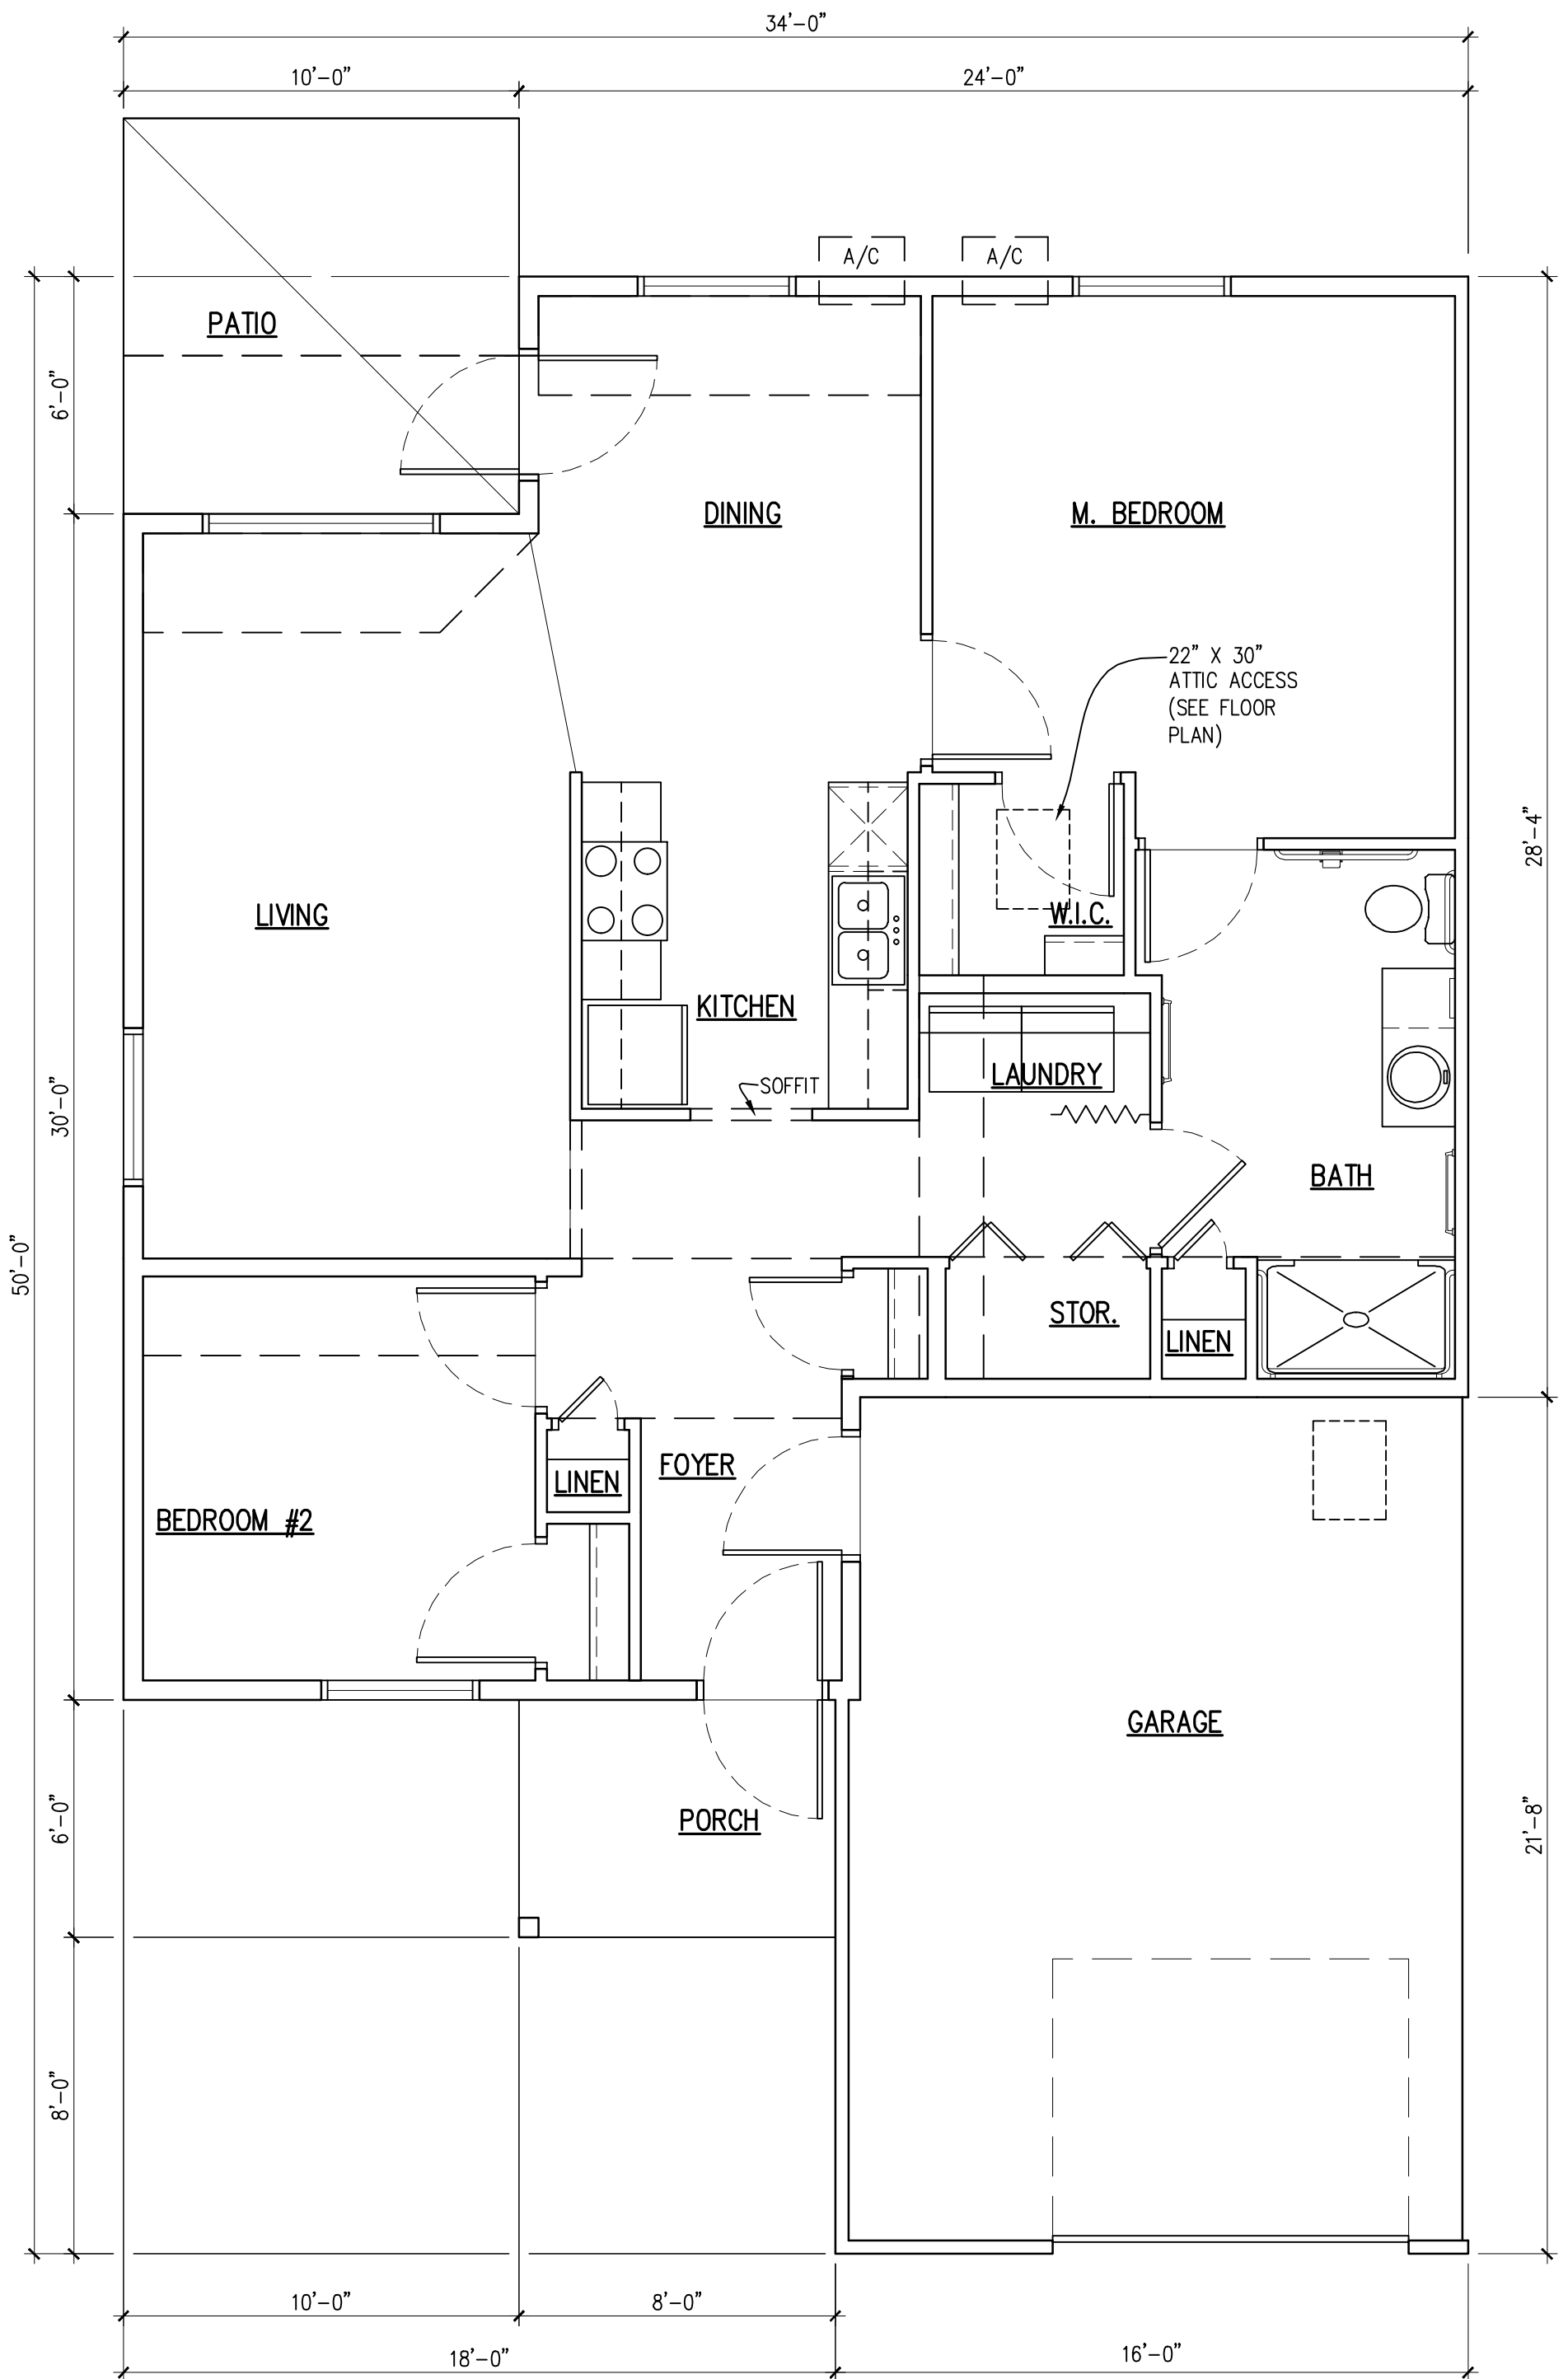 34'-0"
10'-0"
24'-0"
A/C
A/C
PATIO
6'-0"
DINING
M. BEDROOM
22" X 30"
ATTIC ACCESS
(SEE FLOOR
PLAN)
28'-4"
LIVING
W.I.C.
KITCHEN
SOFFIT
LAUNDRY
30'-0"
BATH
50'-0"
STOR.
LINEN
FOYER
LINEN
BEDROOM #2
GARAGE
PORCH
6'-0"
21'-8"
8'-0"
10'-0"
8'-0"
18'-0"
16'-0"